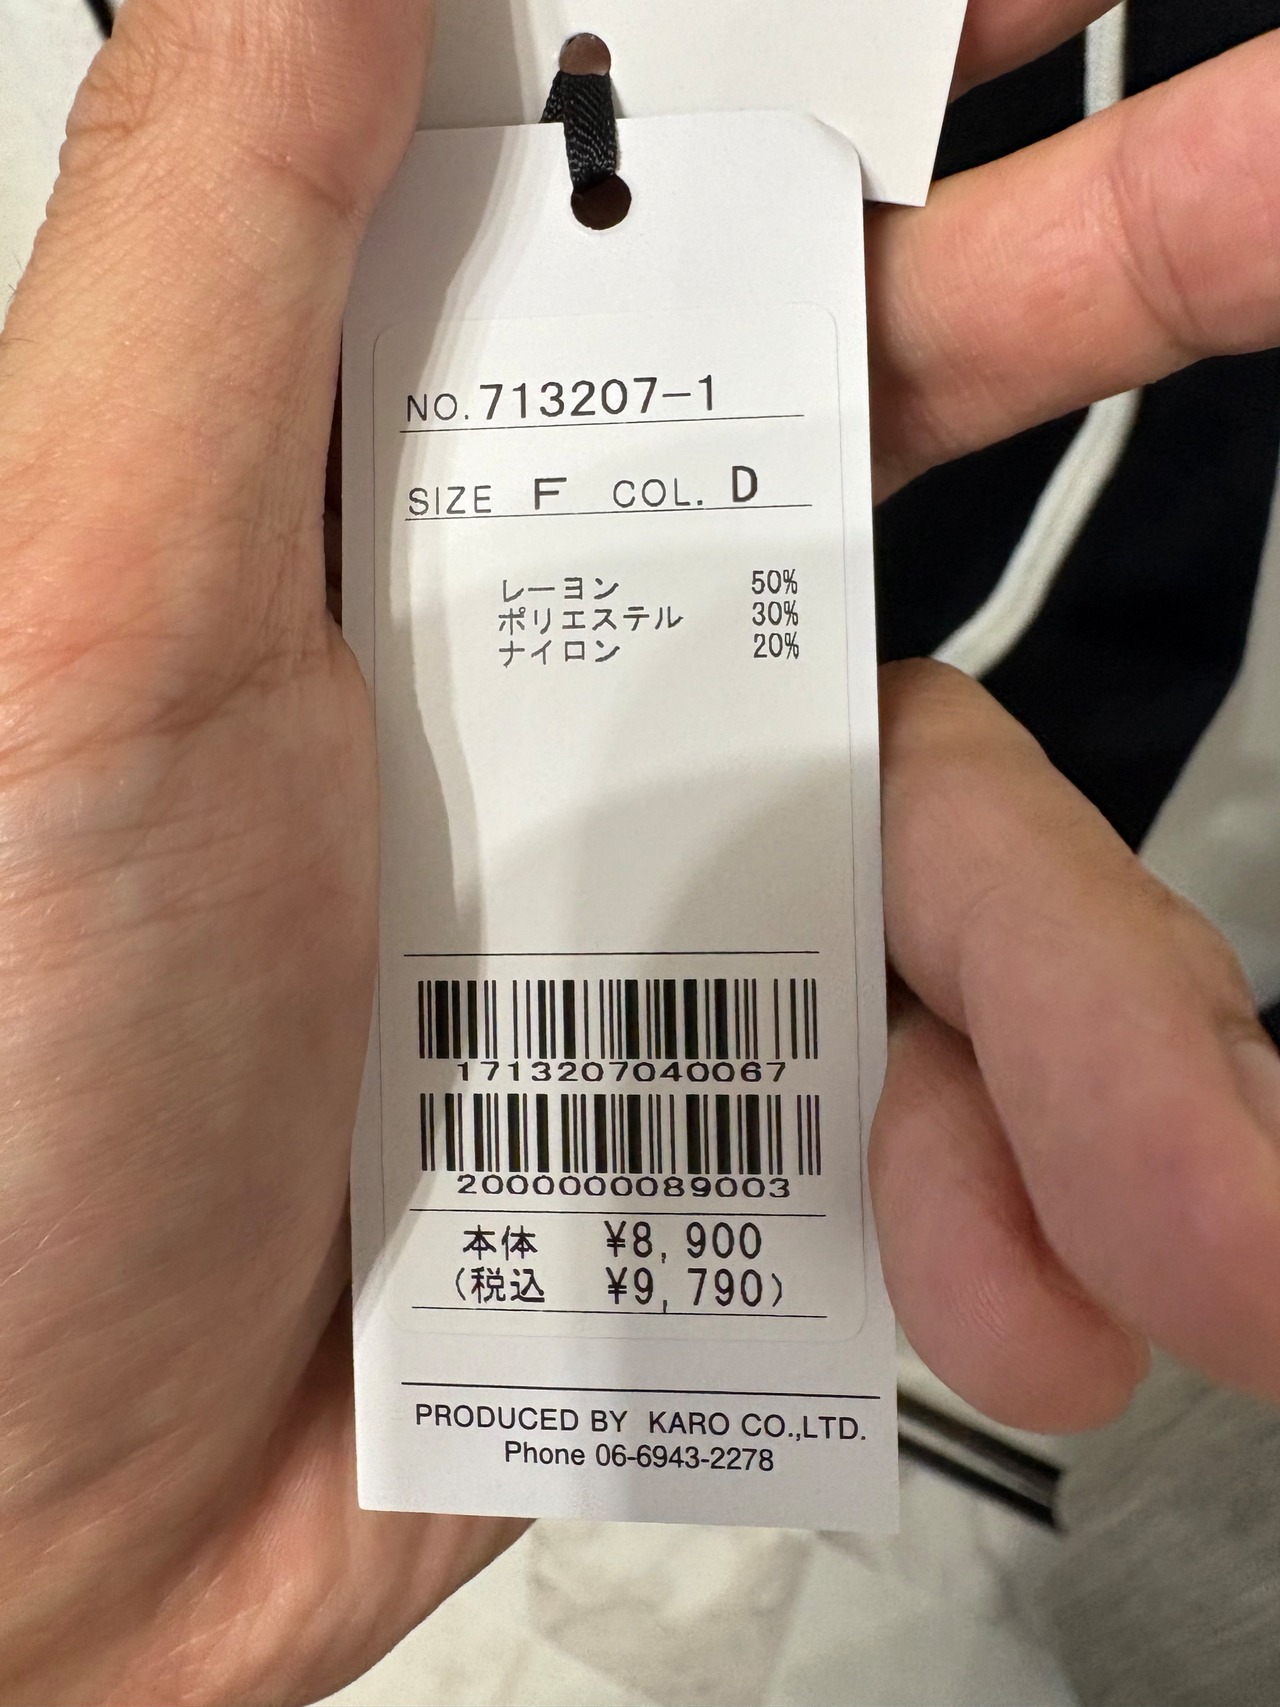 NO.713207-1
SIZE F COL. D
レーヨン 50%
ポリエステル 30%
ナイロン 20%
1713207040067
2000000089003
本体 ¥8,900
(税込 ¥9,790)
PRODUCED BY KARO CO.,LTD.
Phone 06-6943-2278